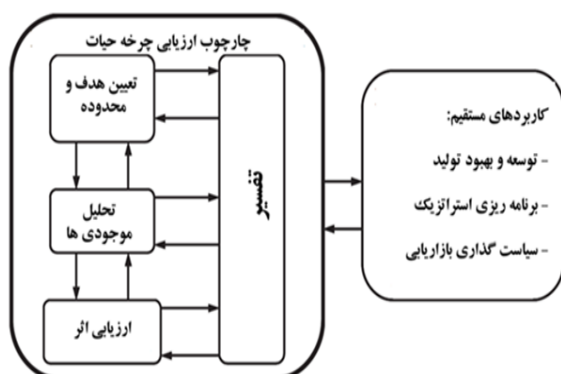 چارچوب ارزیابی چرخه حیات
تعیین هدف و
محدوده
تحلیل
موجودی ها
ارزیابی اثر
تفسیر
کاربردهای مستقیم:
- توسعه و بهبود تولید
- برنامه ریزی استراتژیک
- سیاست گذاری بازاریابی